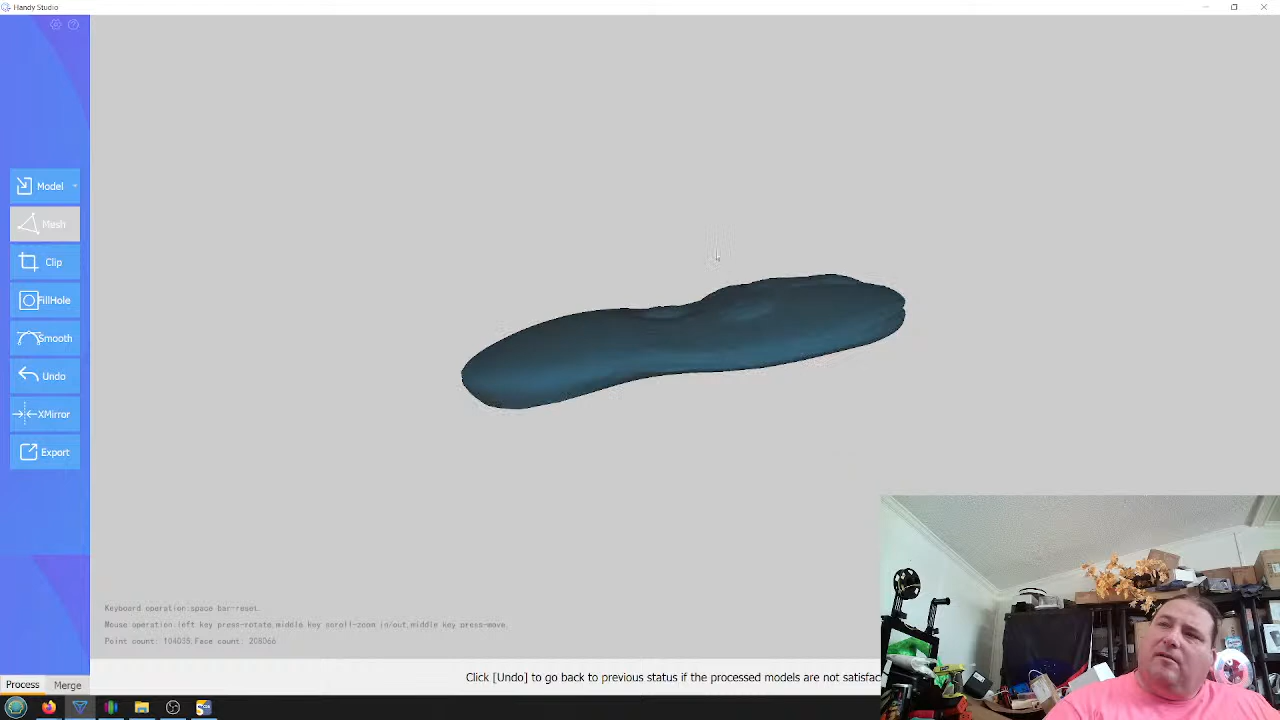 Handy Studio
Model
Mesh
Clip
FillHole
Smooth
Undo
XMirror
Export
Keyboard operation:space bar-reset.
Mouse operation:left key press-rotate,middle key scroll-zoom in/out,middle key press-move.
Point count: 104035,Face count: 208066
Click [Undo] to go back to previous status if the processed models are not satisfac
Process
Merge